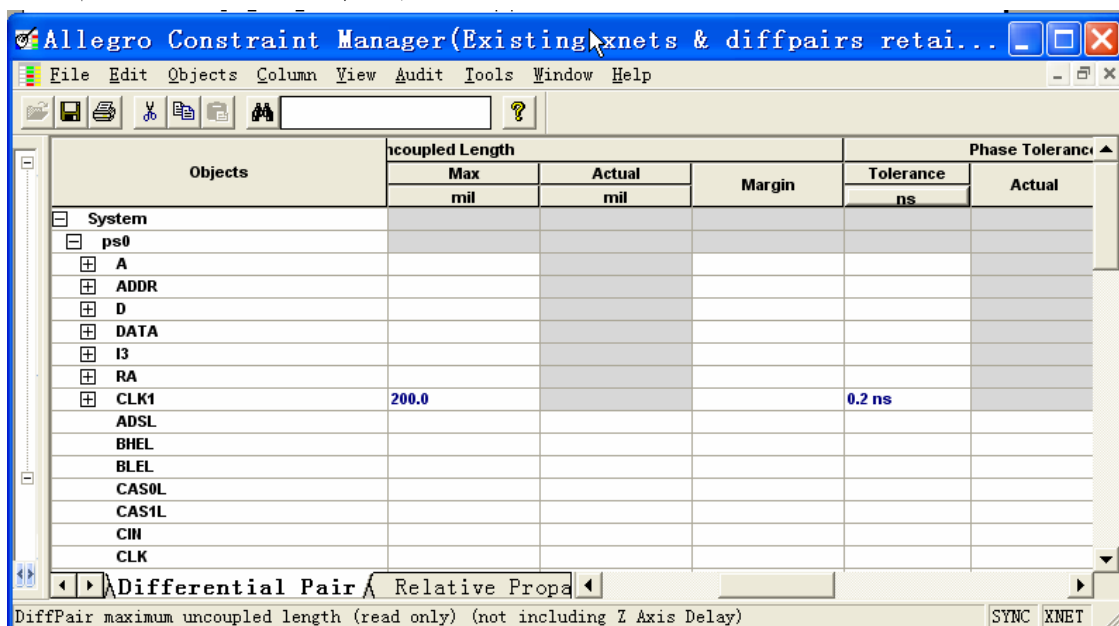 Allegro Constraint Manager(Existing xnets & diffpairs retai...
File Edit Objects Column View Audit Tools Window Help
Objects
ncoupled Length
Phase Tolerance
Max Actual Margin Tolerance Actual
mil mil ns
System
ps0
A
ADDR
D
DATA
I3
RA
CLK1 200.0 0.2 ns
ADSL
BHEL
BLEL
CAS0L
CAS1L
CIN
CLK
Differential Pair Relative Propa
DiffPair maximum uncoupled length (read only) (not including Z Axis Delay) SYNC XNET